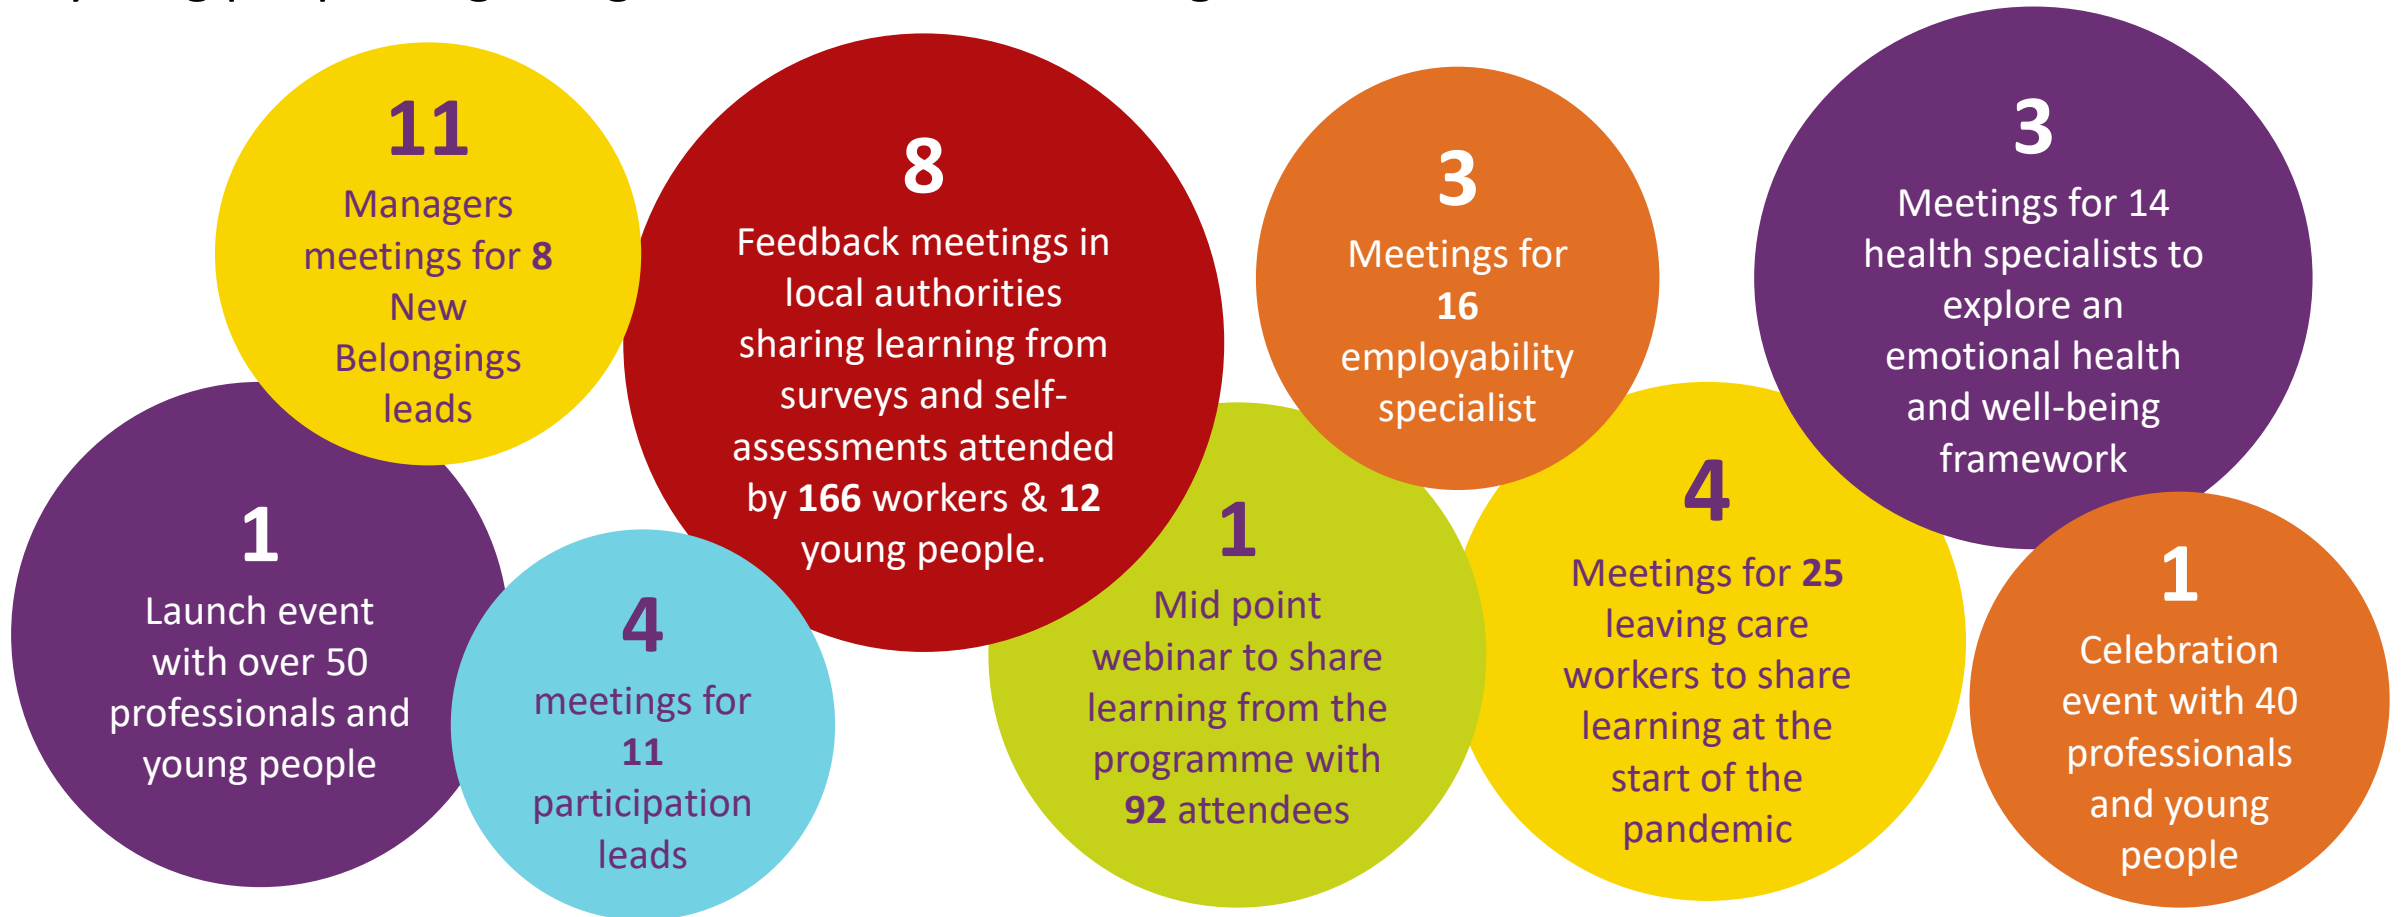 11
Managers
meetings for 8
New
Belongings
leads
1
Launch event
with over 50
professionals and
young people
4
meetings for
11
participation
leads
8
Feedback meetings in
local authorities
sharing learning from
surveys and self-
assessments attended
by 166 workers & 12
young people.
1
Mid point
webinar to share
learning from the
programme with
92 attendees
3
Meetings for
16
employability
specialist
4
Meetings for 25
leaving care
workers to share
learning at the
start of the
pandemic
3
Meetings for 14
health specialists to
explore an
emotional health
and well-being
framework
1
Celebration
event with 40
professionals
and young
people